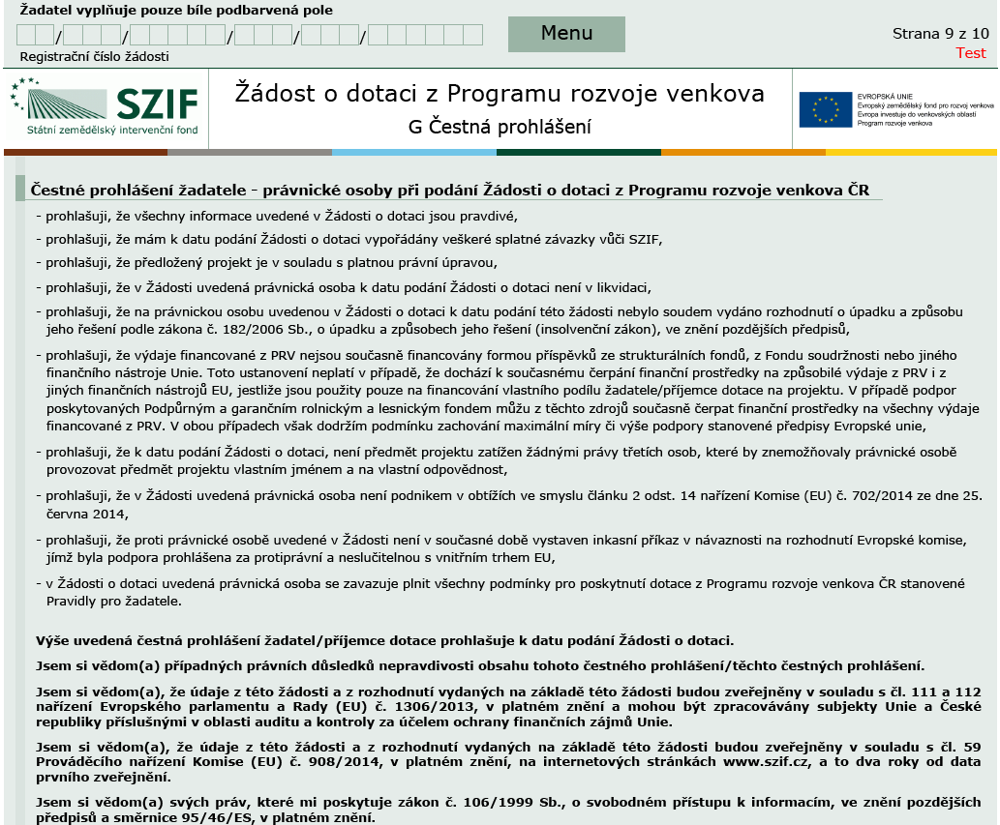 Žadatel vyplňuje pouze bíle podbarvená pole
/ / / / /
Menu
Strana 9 z 10
Registrační číslo žádosti
Test
SZIF
Státní zemědělský intervenční fond
Žádost o dotaci z Programu rozvoje venkova
G Čestná prohlášení
EVROPSKÁ UNIE
Evropský zemědělský fond pro rozvoj venkova
Evropa investuje do venkovských oblastí
Program rozvoje venkova
Čestné prohlášení žadatele - právnické osoby při podání Žádosti o dotaci z Programu rozvoje venkova ČR
- prohlašuji, že všechny informace uvedené v Žádosti o dotaci jsou pravdivé,
- prohlašuji, že mám k datu podání Žádosti o dotaci vypořádány veškeré splatné závazky vůči SZIF,
- prohlašuji, že předložený projekt je v souladu s platnou právní úpravou,
- prohlašuji, že v Žádosti uvedená právnická osoba k datu podání Žádosti o dotaci není v likvidaci,
- prohlašuji, že na právnickou osobu uvedenou v Žádosti o dotaci k datu podání této žádosti nebylo soudem vydáno rozhodnutí o úpadku a způsobu
jeho řešení podle zákona č. 182/2006 Sb., o úpadku a způsobech jeho řešení (insolvenční zákon), ve znění pozdějších předpisů,
- prohlašuji, že výdaje financované z PRV nejsou současně financovány formou příspěvků ze strukturálních fondů, z Fondu soudržnosti nebo jiného
finančního nástroje Unie. Toto ustanovení neplatí v případě, že dochází k současnému čerpání finanční prostředky na způsobilé výdaje z PRV i z
jiných finančních nástrojů EU, jestliže jsou použity pouze na financování vlastního podílu žadatele/příjemce dotace na projektu. V případě podpor
poskytovaných Podpůrným a garančním rolnickým a lesnickým fondem můžu z těchto zdrojů současně čerpat finanční prostředky na všechny výdaje
financované z PRV. V obou případech však dodržím podmínku zachování maximální míry či výše podpory stanovené předpisy Evropské unie,
- prohlašuji, že k datu podání Žádosti o dotaci, není předmět projektu zatížen žádnými právy třetích osob, které by znemožňovaly právnické osobě
provozovat předmět projektu vlastním jménem a na vlastní odpovědnost,
- prohlašuji, že v Žádosti uvedená právnická osoba není podnikem v obtížích ve smyslu článku 2 odst. 14 nařízení Komise (EU) č. 702/2014 ze dne 25.
června 2014,
- prohlašuji, že proti právnické osobě uvedené v Žádosti není v současné době vystaven inkasní příkaz v návaznosti na rozhodnutí Evropské komise,
jímž byla podpora prohlášena za protiprávní a neslučitelnou s vnitřním trhem EU,
- v Žádosti o dotaci uvedená právnická osoba se zavazuje plnit všechny podmínky pro poskytnutí dotace z Programu rozvoje venkova ČR stanovené
Pravidly pro žadatele.
Výše uvedená čestná prohlášení žadatel/příjemce dotace prohlašuje k datu podání Žádosti o dotaci.
Jsem si vědom(a) případných právních důsledků nepravdivosti obsahu tohoto čestného prohlášení/těchto čestných prohlášení.
Jsem si vědom(a), že údaje z této žádosti a z rozhodnutí vydaných na základě této žádosti budou zveřejněny v souladu s čl. 111 a 112
nařízení Evropského parlamentu a Rady (EU) č. 1306/2013, v platném znění a mohou být zpracovávány subjekty Unie a České
republiky příslušnými v oblasti auditu a kontroly za účelem ochrany finančních zájmů Unie.
Jsem si vědom(a), že údaje z této žádosti a z rozhodnutí vydaných na základě této žádosti budou zveřejněny v souladu s čl. 59
Prováděcího nařízení Komise (EU) č. 908/2014, v platném znění, na internetových stránkách www.szif.cz, a to dva roky od data
prvního zveřejnění.
Jsem si vědom(a) svých práv, které mi poskytuje zákon č. 106/1999 Sb., o svobodném přístupu k informacím, ve znění pozdějších
předpisů a směrnice 95/46/ES, v platném znění.